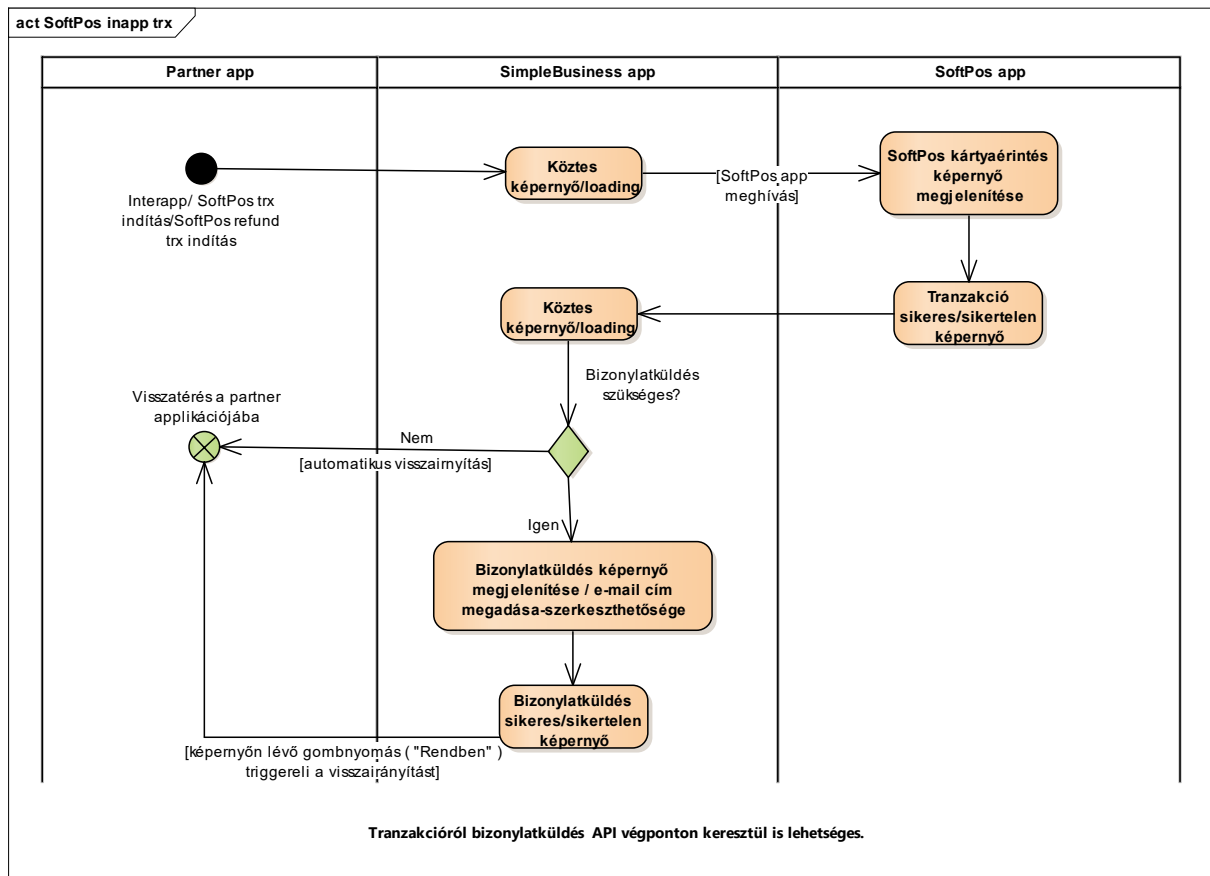 act SoftPos inapp trx
Partner app
SimpleBusiness app
SoftPos app
Interapp/ SoftPos trx
indítás/SoftPos refund
trx indítás
Köztes
képernyő/loading
[SoftPos app
meghívás]
SoftPos kártyaérintés
képernyő
megjelenítése
Tranzakció
sikeres/sikertelen
képernyő
Köztes
képernyő/loading
Bizonylatküldés
szükséges?
Visszatérés a partner
applikációjába
Nem
[automatikus visszairnyítás]
Igen
Bizonylatküldés képernyő
megjelenítése / e-mail cím
megadása-szerkeszthetősége
Bizonylatküldés
sikeres/sikertelen
képernyő
[képernyőn lévő gombnyomás ( "Rendben" )
triggereli a visszairányítást]
Tranzakcióról bizonylatküldés API végponton keresztül is lehetséges.